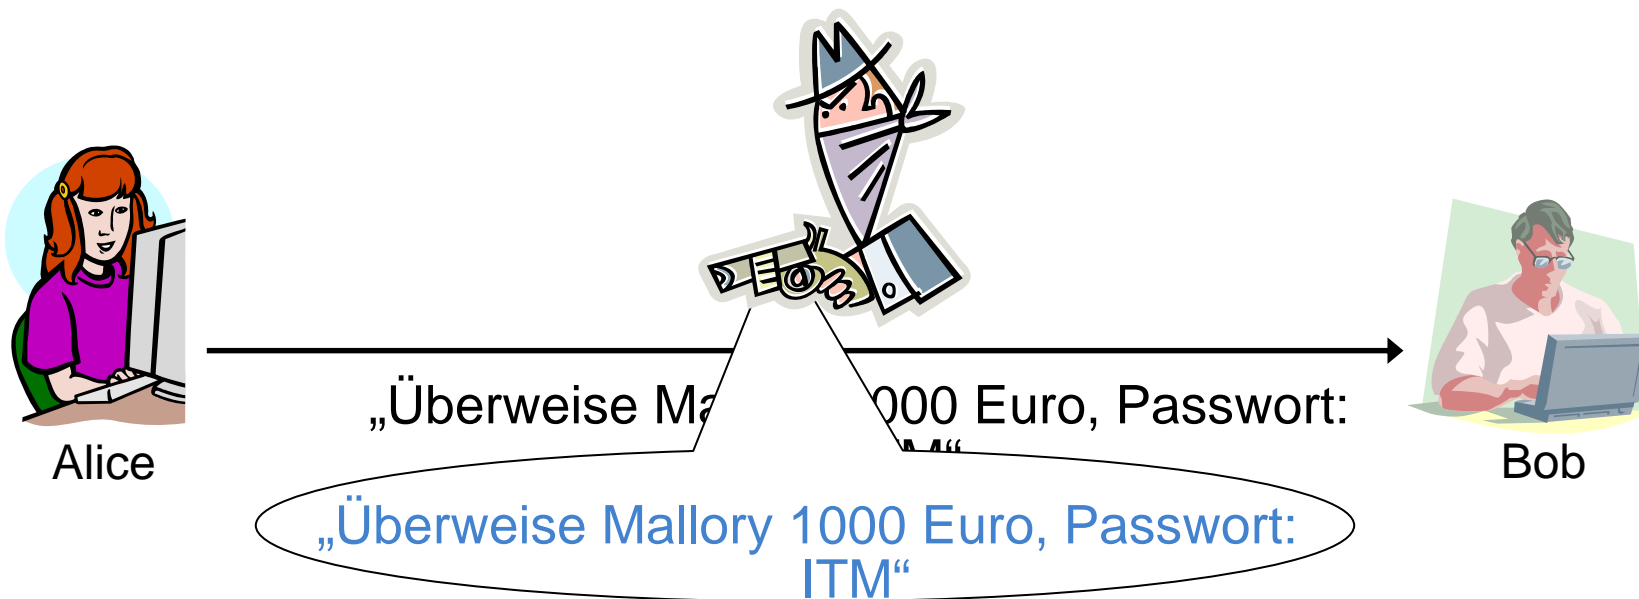 „Überweise Ma 000 Euro, Passwort:
M“
Alice
Bob
„Überweise Mallory 1000 Euro, Passwort:
ITM“